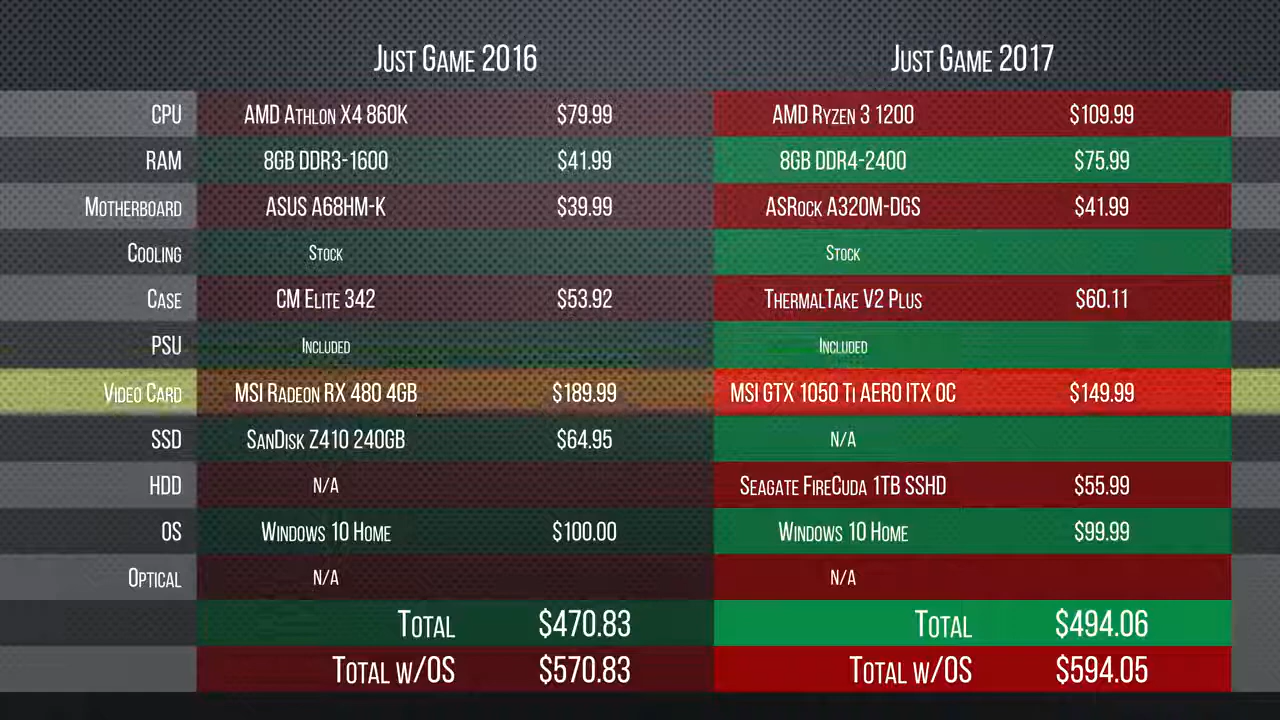 Just Game 2016 Just Game 2017
CPU AMD Athlon X4 860K $79.99 AMD Ryzen 3 1200 $109.99
RAM 8GB DDR3-1600 $41.99 8GB DDR4-2400 $75.99
Motherboard ASUS A68HM-K $39.99 ASRock A320M-DGS $41.99
Cooling Stock Stock
Case CM Elite 342 $53.92 ThermalTake V2 Plus $60.11
PSU Included Included
Video Card MSI Radeon RX 480 4GB $189.99 MSI GTX 1050 Ti AERO ITX OC $149.99
SSD SanDisk Z410 240GB $64.95 N/A
HDD N/A Seagate FireCuda 1TB SSHD $55.99
OS Windows 10 Home $100.00 Windows 10 Home $99.99
Optical N/A N/A
Total $470.83 Total $494.06
Total w/OS $570.83 Total w/OS $594.05